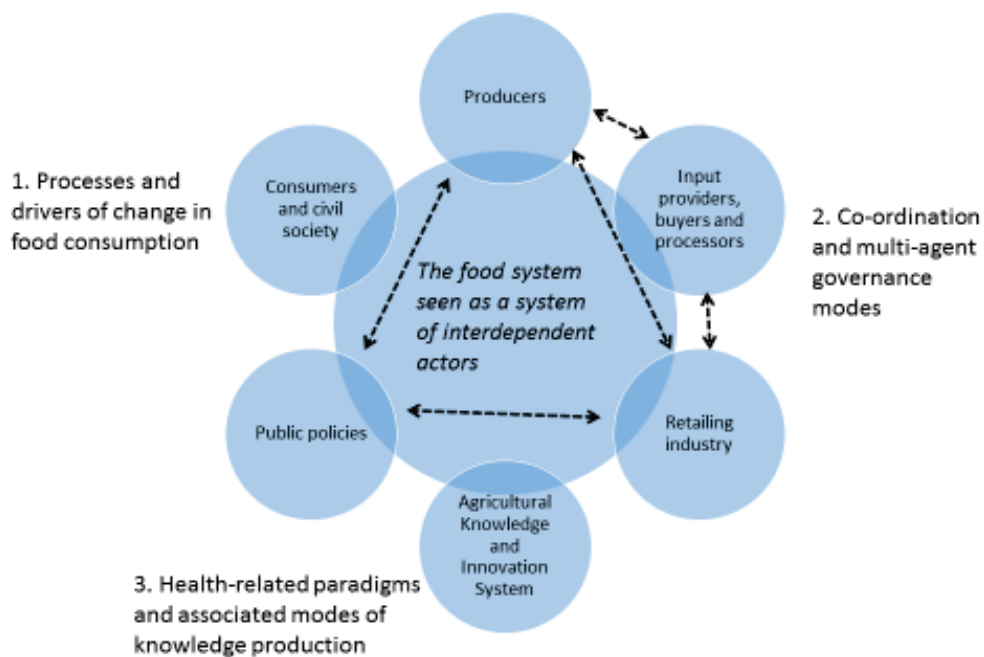 Producers
1. Processes and
drivers of change in
food consumption
Consumers
and civil
society
Input
providers,
buyers and
processors
2. Co-ordination
and multi-agent
governance
modes
The food system
seen as a system
of interdependent
actors
Public policies
Retailing
industry
Agricultural
Knowledge
and
Innovation
System
3. Health-related paradigms
and associated modes of
knowledge production